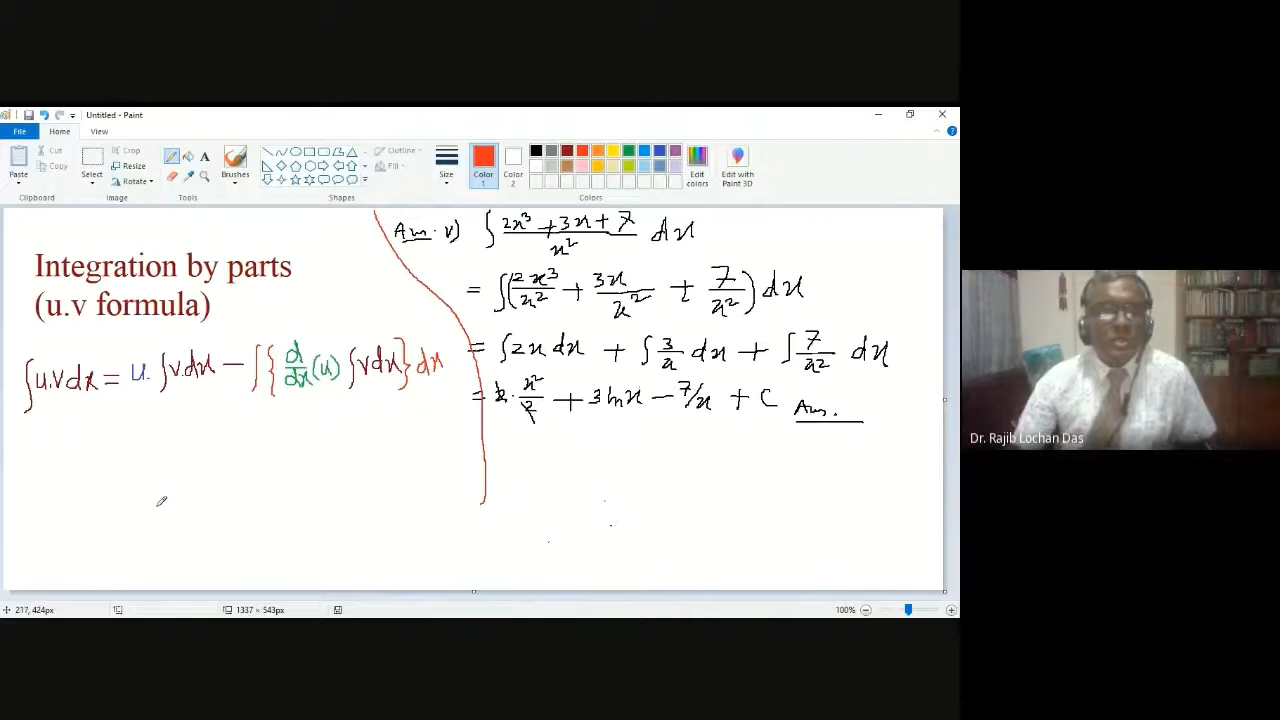 Untitled - Paint
File Home View
Paste Cut Copy
Clipboard
Select Crop Resize Rotate
Image
Tools
Brushes
Shapes
Outline Fill
Size
Color 1 Color 2
Colors
Edit colors
Edit with Paint 3D
Integration by parts
(u.v formula)
∫u.v dx = u. ∫v.dx − ∫{d/dx(u) ∫vdx} dx
Ans. v) ∫ (2x³ + 3x + 7)/x² dx
= ∫(2x³/x² + 3x/x² + 7/x²) dx
= ∫2x dx + ∫3/x dx + ∫7/x² dx
= 2. x²/2 + 3 ln x − 7/x + C Ans.
217, 424px
1337 × 543px
100%
Dr. Rajib Lochan Das